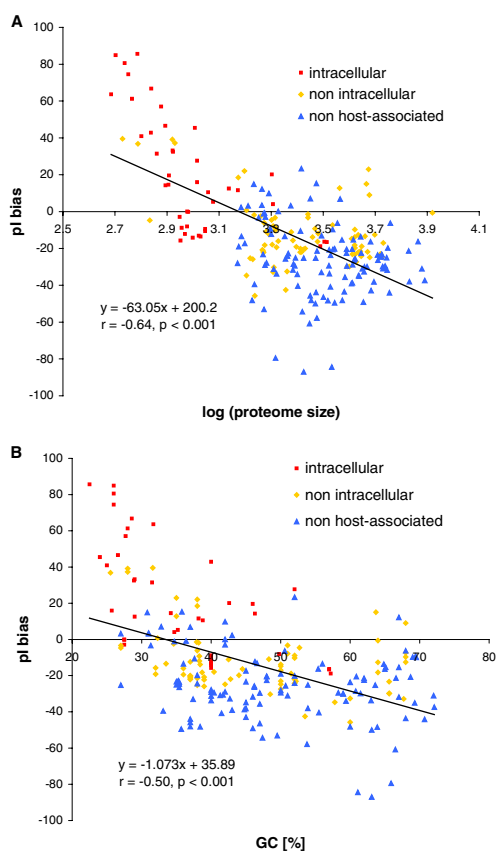 A
100
80
60
40
20
0
-20
-40
-60
-80
-100
pI bias
2.5
2.7
2.9
3.1
3.3
3.5
3.7
3.9
4.1
intracellular
non intracellular
non host-associated
y = -63.05x + 200.2
r = -0.64, p < 0.001
log (proteome size)
B
100
80
60
40
20
0
-20
-40
-60
-80
-100
pI bias
20
30
40
50
60
70
80
intracellular
non intracellular
non host-associated
y = -1.073x + 35.89
r = -0.50, p < 0.001
GC [%]